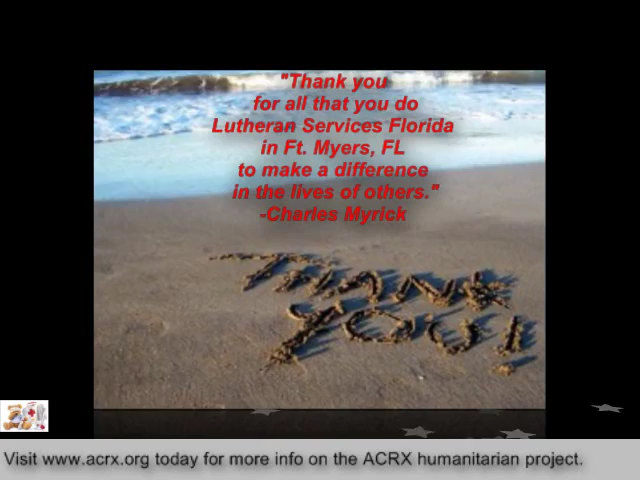 "Thank you
for all that you do
Lutheran Services Florida
in Ft. Myers, FL
to make a difference
in the lives of others."
-Charles Myrick
THANK
YOU!
Visit www.acrx.org today for more info on the ACRX humanitarian project.